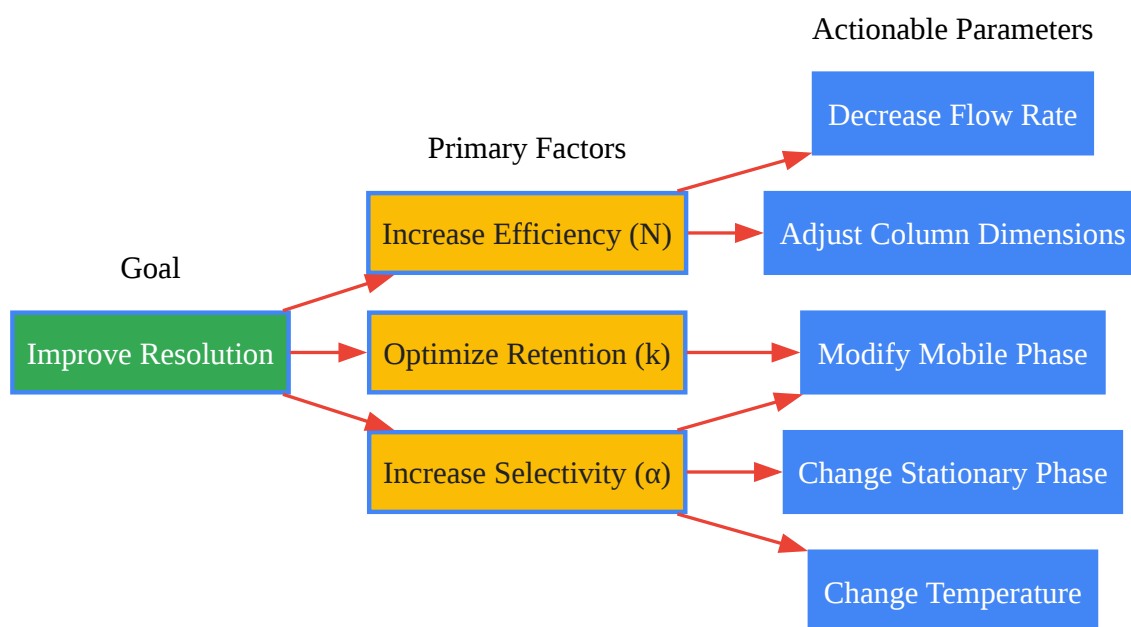 Actionable Parameters
Decrease Flow Rate
Primary Factors
Increase Efficiency (N)
Adjust Column Dimensions
Goal
Improve Resolution
Optimize Retention (k)
Modify Mobile Phase
Increase Selectivity (α)
Change Stationary Phase
Change Temperature